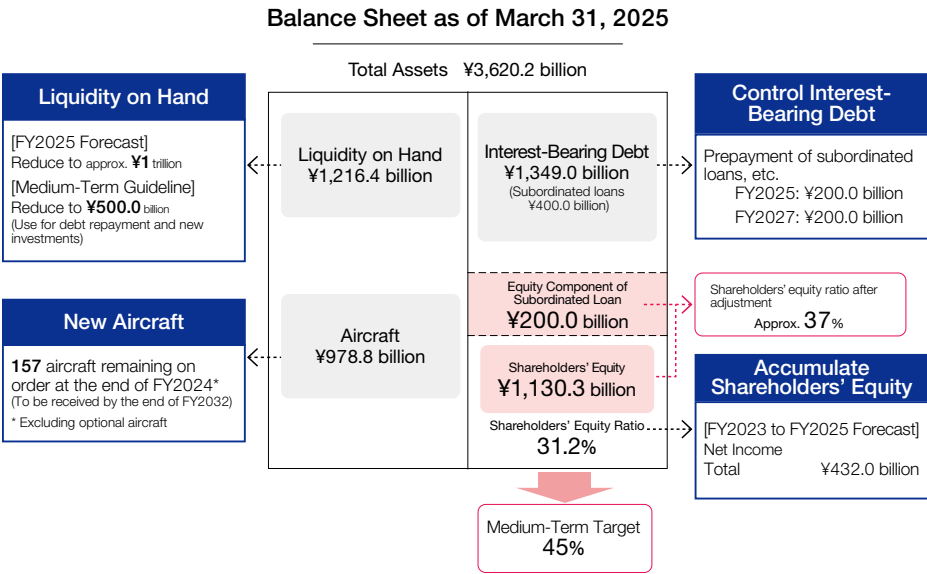 Balance Sheet as of March 31, 2025
Total Assets ¥3,620.2 billion
Liquidity on Hand
[FY2025 Forecast]
Reduce to approx. ¥1 trillion
[Medium-Term Guideline]
Reduce to ¥500.0 billion
(Use for debt repayment and new
investments)
New Aircraft
157 aircraft remaining on
order at the end of FY2024*
(To be received by the end of FY2032)
* Excluding optional aircraft
Liquidity on Hand
¥1,216.4 billion
Aircraft
¥978.8 billion
Interest-Bearing Debt
¥1,349.0 billion
(Subordinated loans
¥400.0 billion)
Equity Component of
Subordinated Loan
¥200.0 billion
Shareholders’ Equity
¥1,130.3 billion
Shareholders’ Equity Ratio
31.2%
Medium-Term Target
45%
Control Interest-
Bearing Debt
Prepayment of subordinated
loans, etc.
FY2025: ¥200.0 billion
FY2027: ¥200.0 billion
Shareholders’ equity ratio after
adjustment
Approx. 37%
Accumulate
Shareholders’ Equity
[FY2023 to FY2025 Forecast]
Net Income
Total ¥432.0 billion